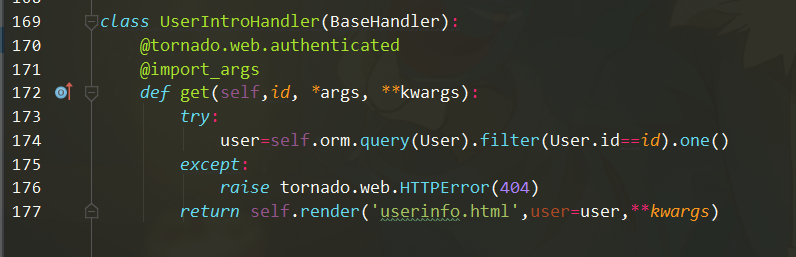 169 class UserIntroHandler(BaseHandler):
170     @tornado.web.authenticated
171     @import_args
172     def get(self,id, *args, **kwargs):
173         try:
174             user=self.orm.query(User).filter(User.id==id).one()
175         except:
176             raise tornado.web.HTTPError(404)
177         return self.render('userinfo.html',user=user,**kwargs)